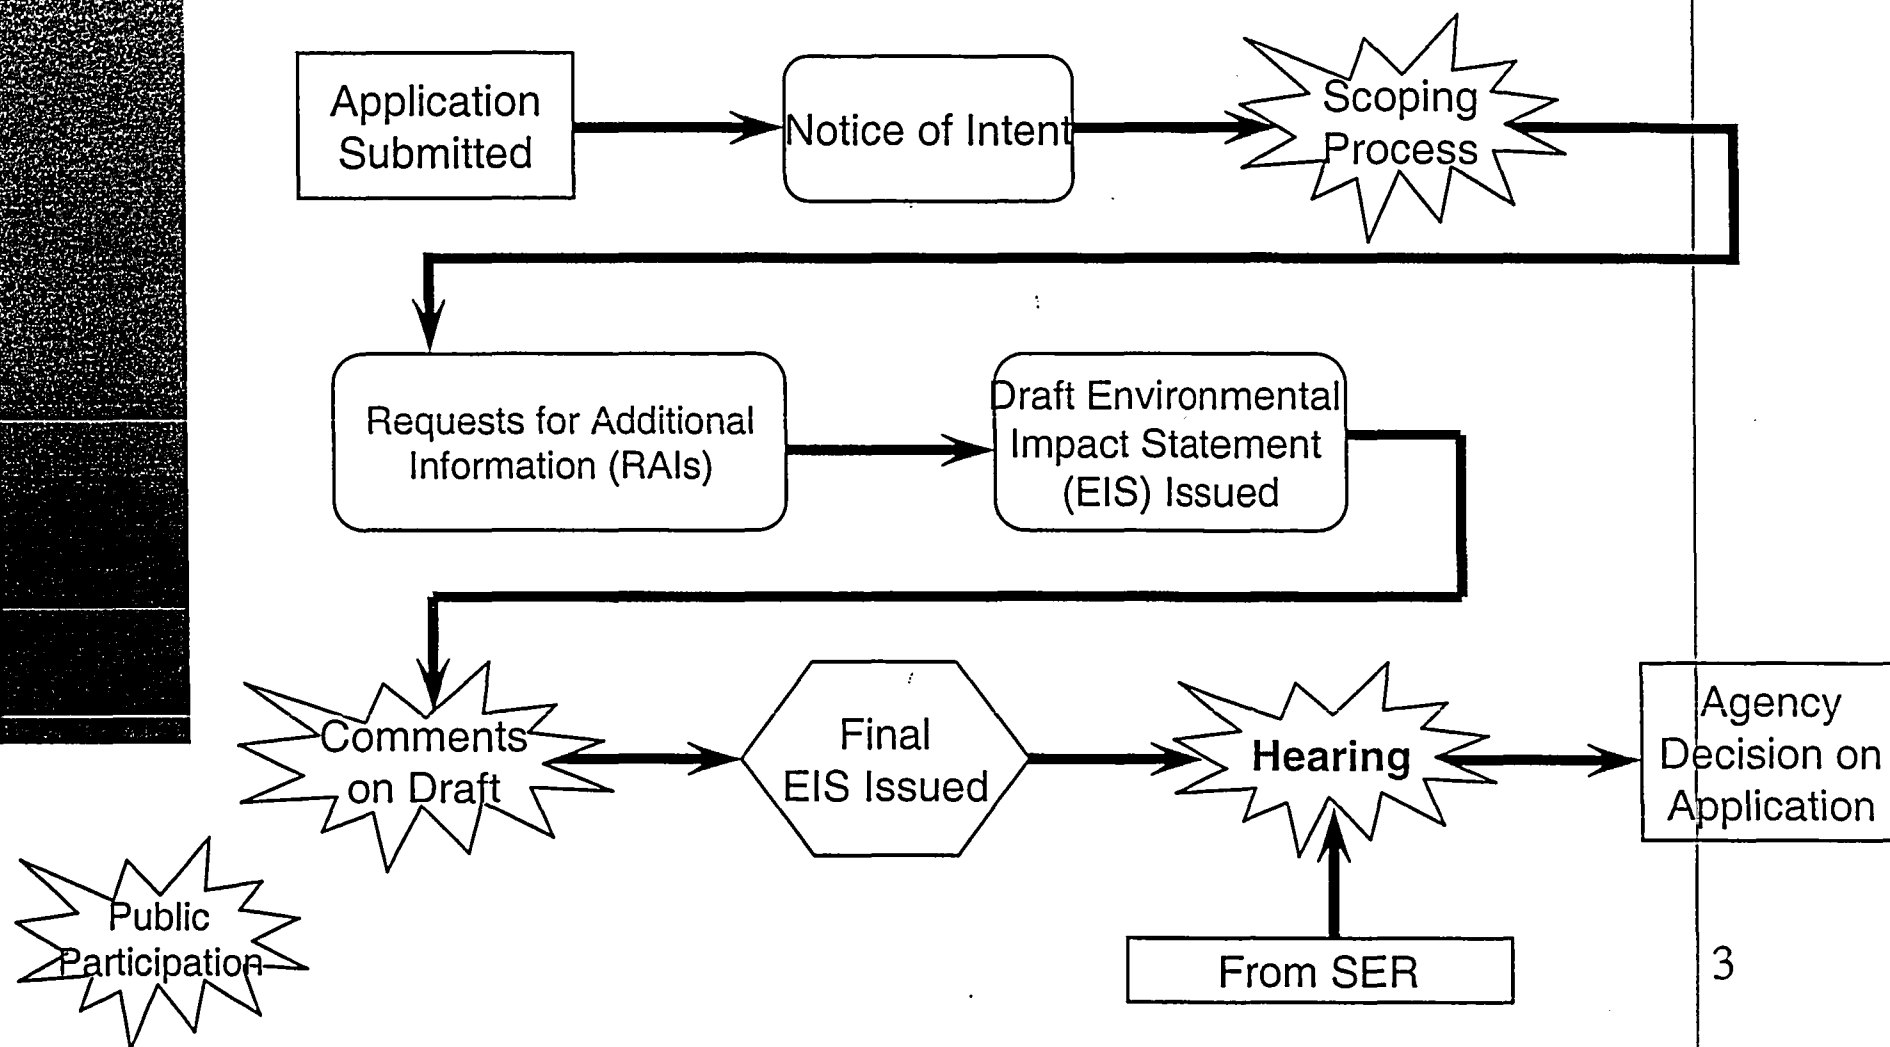 Application
Submitted
Notice of Intent
Scoping
Process
Requests for Additional
Information (RAIs)
Draft Environmental
Impact Statement
(EIS) Issued
Comments
on Draft
Final
EIS Issued
Hearing
Agency
Decision on
Application
Public
Participation
From SER
3